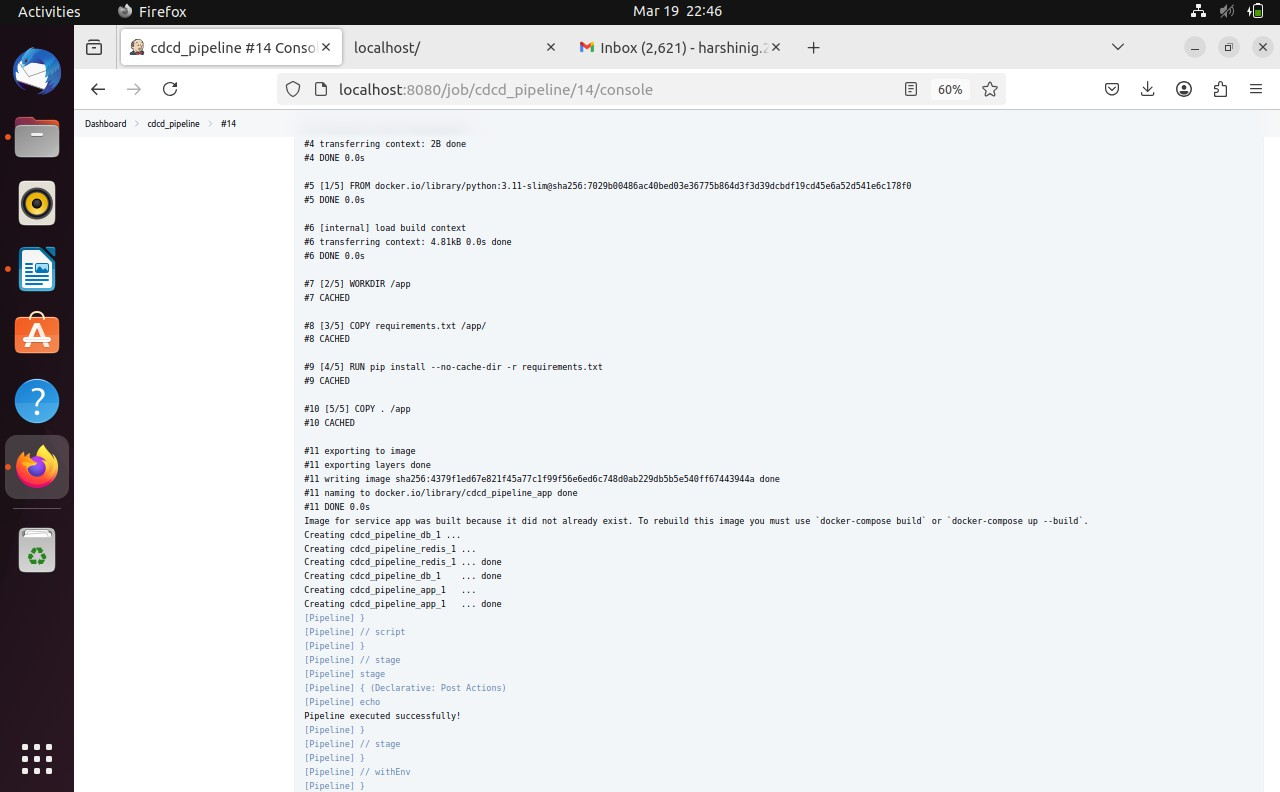 Activities
Firefox
Mar 19 22:46
cdcd_pipeline #14 Conso
localhost/
Inbox (2,621) - harshinig.2
localhost:8080/job/cdcd_pipeline/14/console
60%
Dashboard
cdcd_pipeline
#14
#4 transferring context: 2B done
#4 DONE 0.0s
#5 [1/5] FROM docker.io/library/python:3.11-slim@sha256:7029b00486ac40bed03e36775b864d3f3d39dcbdf19cd45e6a52d541e6c178f0
#5 DONE 0.0s
#6 [internal] load build context
#6 transferring context: 4.81kB 0.0s done
#6 DONE 0.0s
#7 [2/5] WORKDIR /app
#7 CACHED
#8 [3/5] COPY requirements.txt /app/
#8 CACHED
#9 [4/5] RUN pip install --no-cache-dir -r requirements.txt
#9 CACHED
#10 [5/5] COPY . /app
#10 CACHED
#11 exporting to image
#11 exporting layers done
#11 writing image sha256:4379f1ed67e821f45a77c1f99f56e6ed6c748d0ab229db5b5e540ff67443944a done
#11 naming to docker.io/library/cdcd_pipeline_app done
#11 DONE 0.0s
Image for service app was built because it did not already exist. To rebuild this image you must use `docker-compose build` or `docker-compose up --build`.
Creating cdcd_pipeline_db_1 ...
Creating cdcd_pipeline_redis_1 ...
Creating cdcd_pipeline_redis_1 ... done
Creating cdcd_pipeline_db_1    ... done
Creating cdcd_pipeline_app_1   ...
Creating cdcd_pipeline_app_1   ... done
[Pipeline] }
[Pipeline] // script
[Pipeline] }
[Pipeline] // stage
[Pipeline] stage
[Pipeline] { (Declarative: Post Actions)
[Pipeline] echo
Pipeline executed successfully!
[Pipeline] }
[Pipeline] // stage
[Pipeline] }
[Pipeline] // withEnv
[Pipeline] }